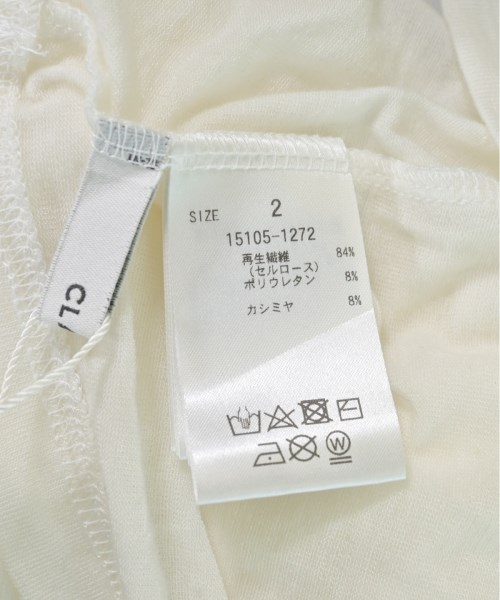 CL
SIZE 2
15105-1272
再生繊維 84%
(セルロース)
ポリウレタン 8%
カシミヤ 8%
W